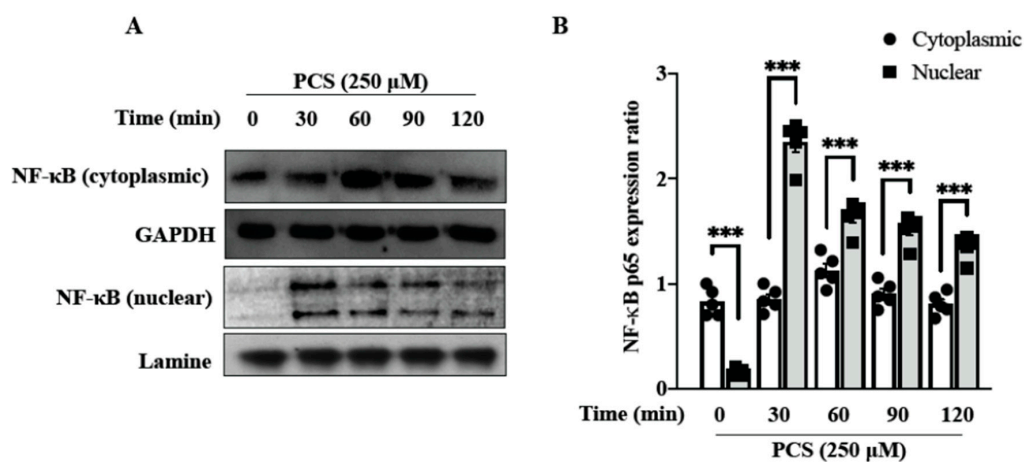 A
PCS (250 μM)
Time (min) 0 30 60 90 120
NF-κB (cytoplasmic)
GAPDH
NF-κB (nuclear)
Lamine
B
Cytoplasmic
Nuclear
NF-κB p65 expression ratio
3
2
1
0
***
***
***
***
***
Time (min) 0 30 60 90 120
PCS (250 μM)